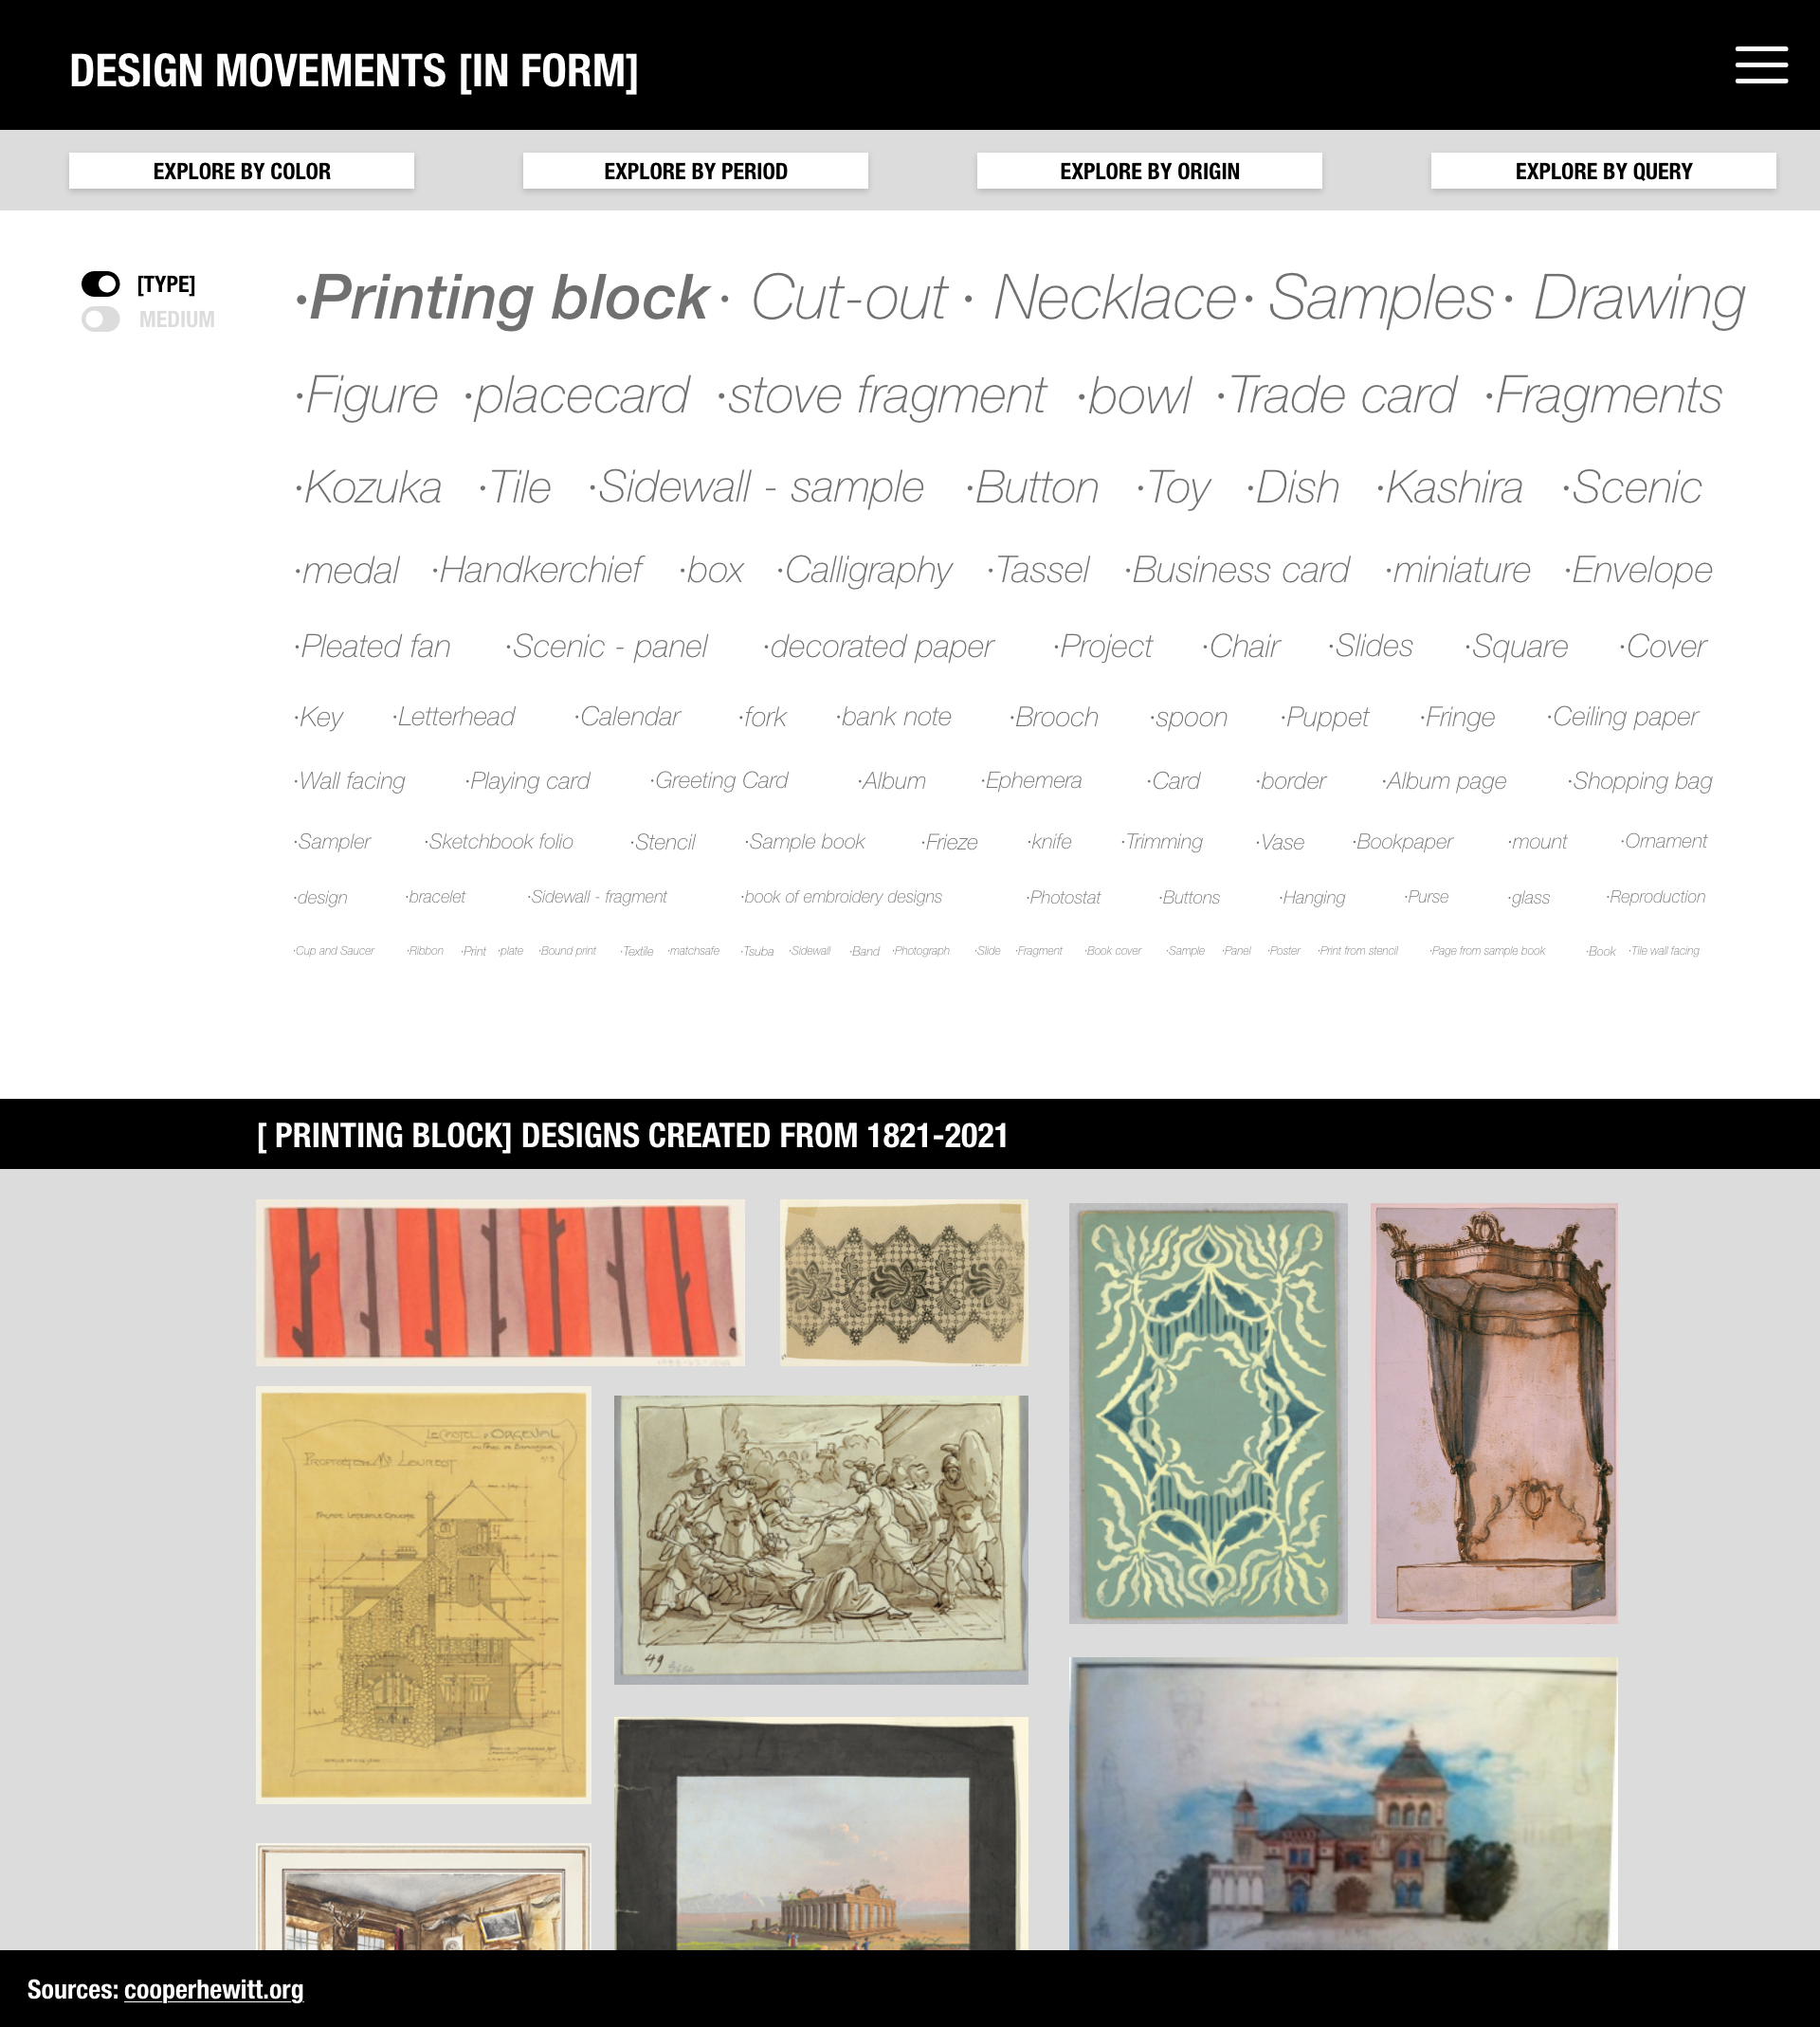 DESIGN MOVEMENTS [IN FORM]
EXPLORE BY COLOR EXPLORE BY PERIOD EXPLORE BY ORIGIN EXPLORE BY QUERY
[TYPE]
MEDIUM
·Printing block · Cut-out · Necklace · Samples · Drawing
·Figure ·placecard ·stove fragment ·bowl ·Trade card ·Fragments
·Kozuka ·Tile ·Sidewall - sample ·Button ·Toy ·Dish ·Kashira ·Scenic
·medal ·Handkerchief ·box ·Calligraphy ·Tassel ·Business card ·miniature ·Envelope
·Pleated fan ·Scenic - panel ·decorated paper ·Project ·Chair ·Slides ·Square ·Cover
·Key ·Letterhead ·Calendar ·fork ·bank note ·Brooch ·spoon ·Puppet ·Fringe ·Ceiling paper
·Wall facing ·Playing card ·Greeting Card ·Album ·Ephemera ·Card ·border ·Album page ·Shopping bag
·Sampler ·Sketchbook folio ·Stencil ·Sample book ·Frieze ·knife ·Trimming ·Vase ·Bookpaper ·mount ·Ornament
·design ·bracelet ·Sidewall - fragment ·book of embroidery designs ·Photostat ·Buttons ·Hanging ·Purse ·glass ·Reproduction
·Cup and Saucer ·Ribbon ·Print ·plate ·Bound print ·Textile ·matchsafe ·Tsuba ·Sidewall ·Band ·Photograph ·Slide ·Fragment ·Book cover ·Sample ·Panel ·Poster ·Print from stencil ·Page from sample book ·Book ·Tile wall facing
[ PRINTING BLOCK] DESIGNS CREATED FROM 1821-2021
49
Sources: cooperhewitt.org